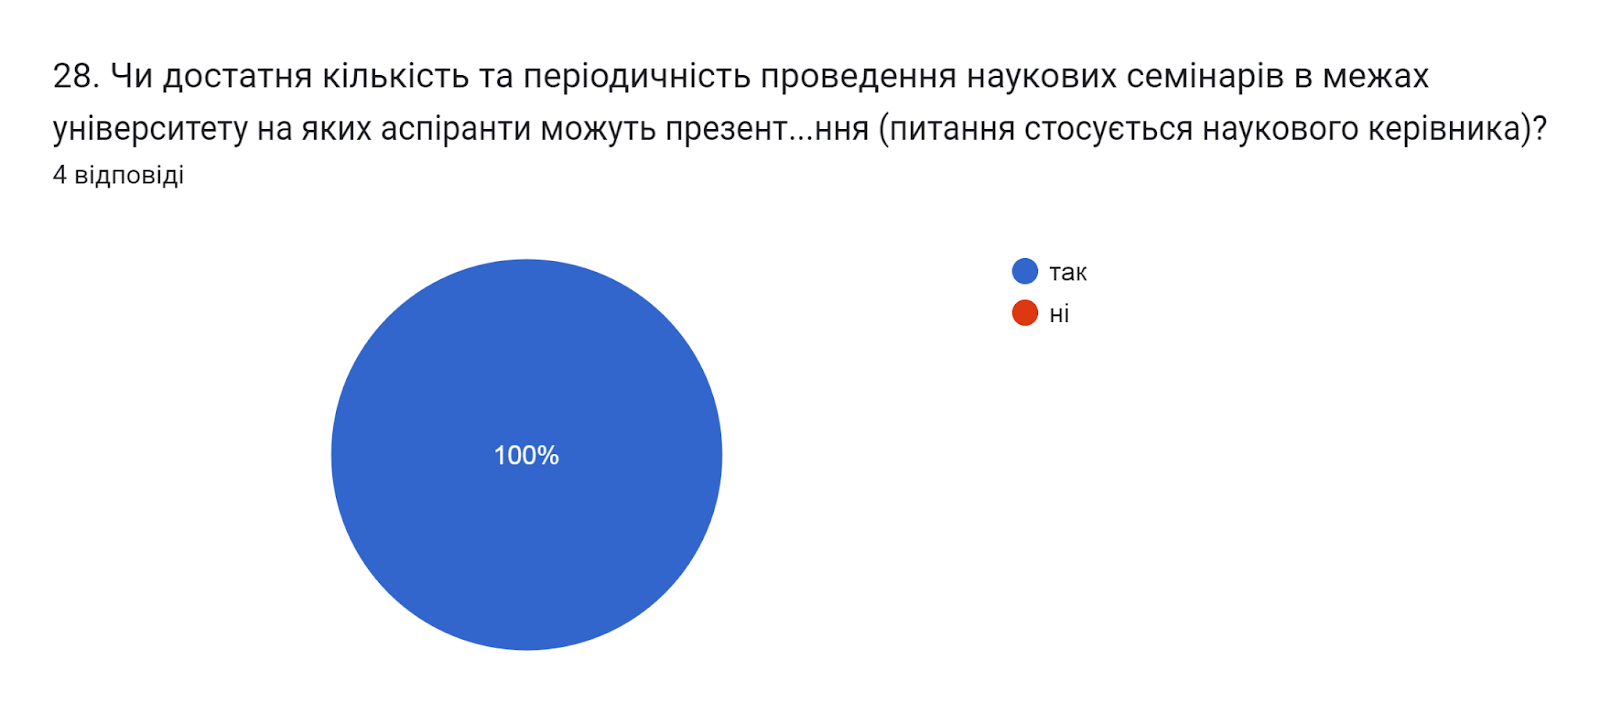 28. Чи достатня кількість та періодичність проведення наукових семінарів в межах
університету на яких аспіранти можуть презент...ння (питання стосується наукового керівника)?
4 відповіді
так
ні
100%